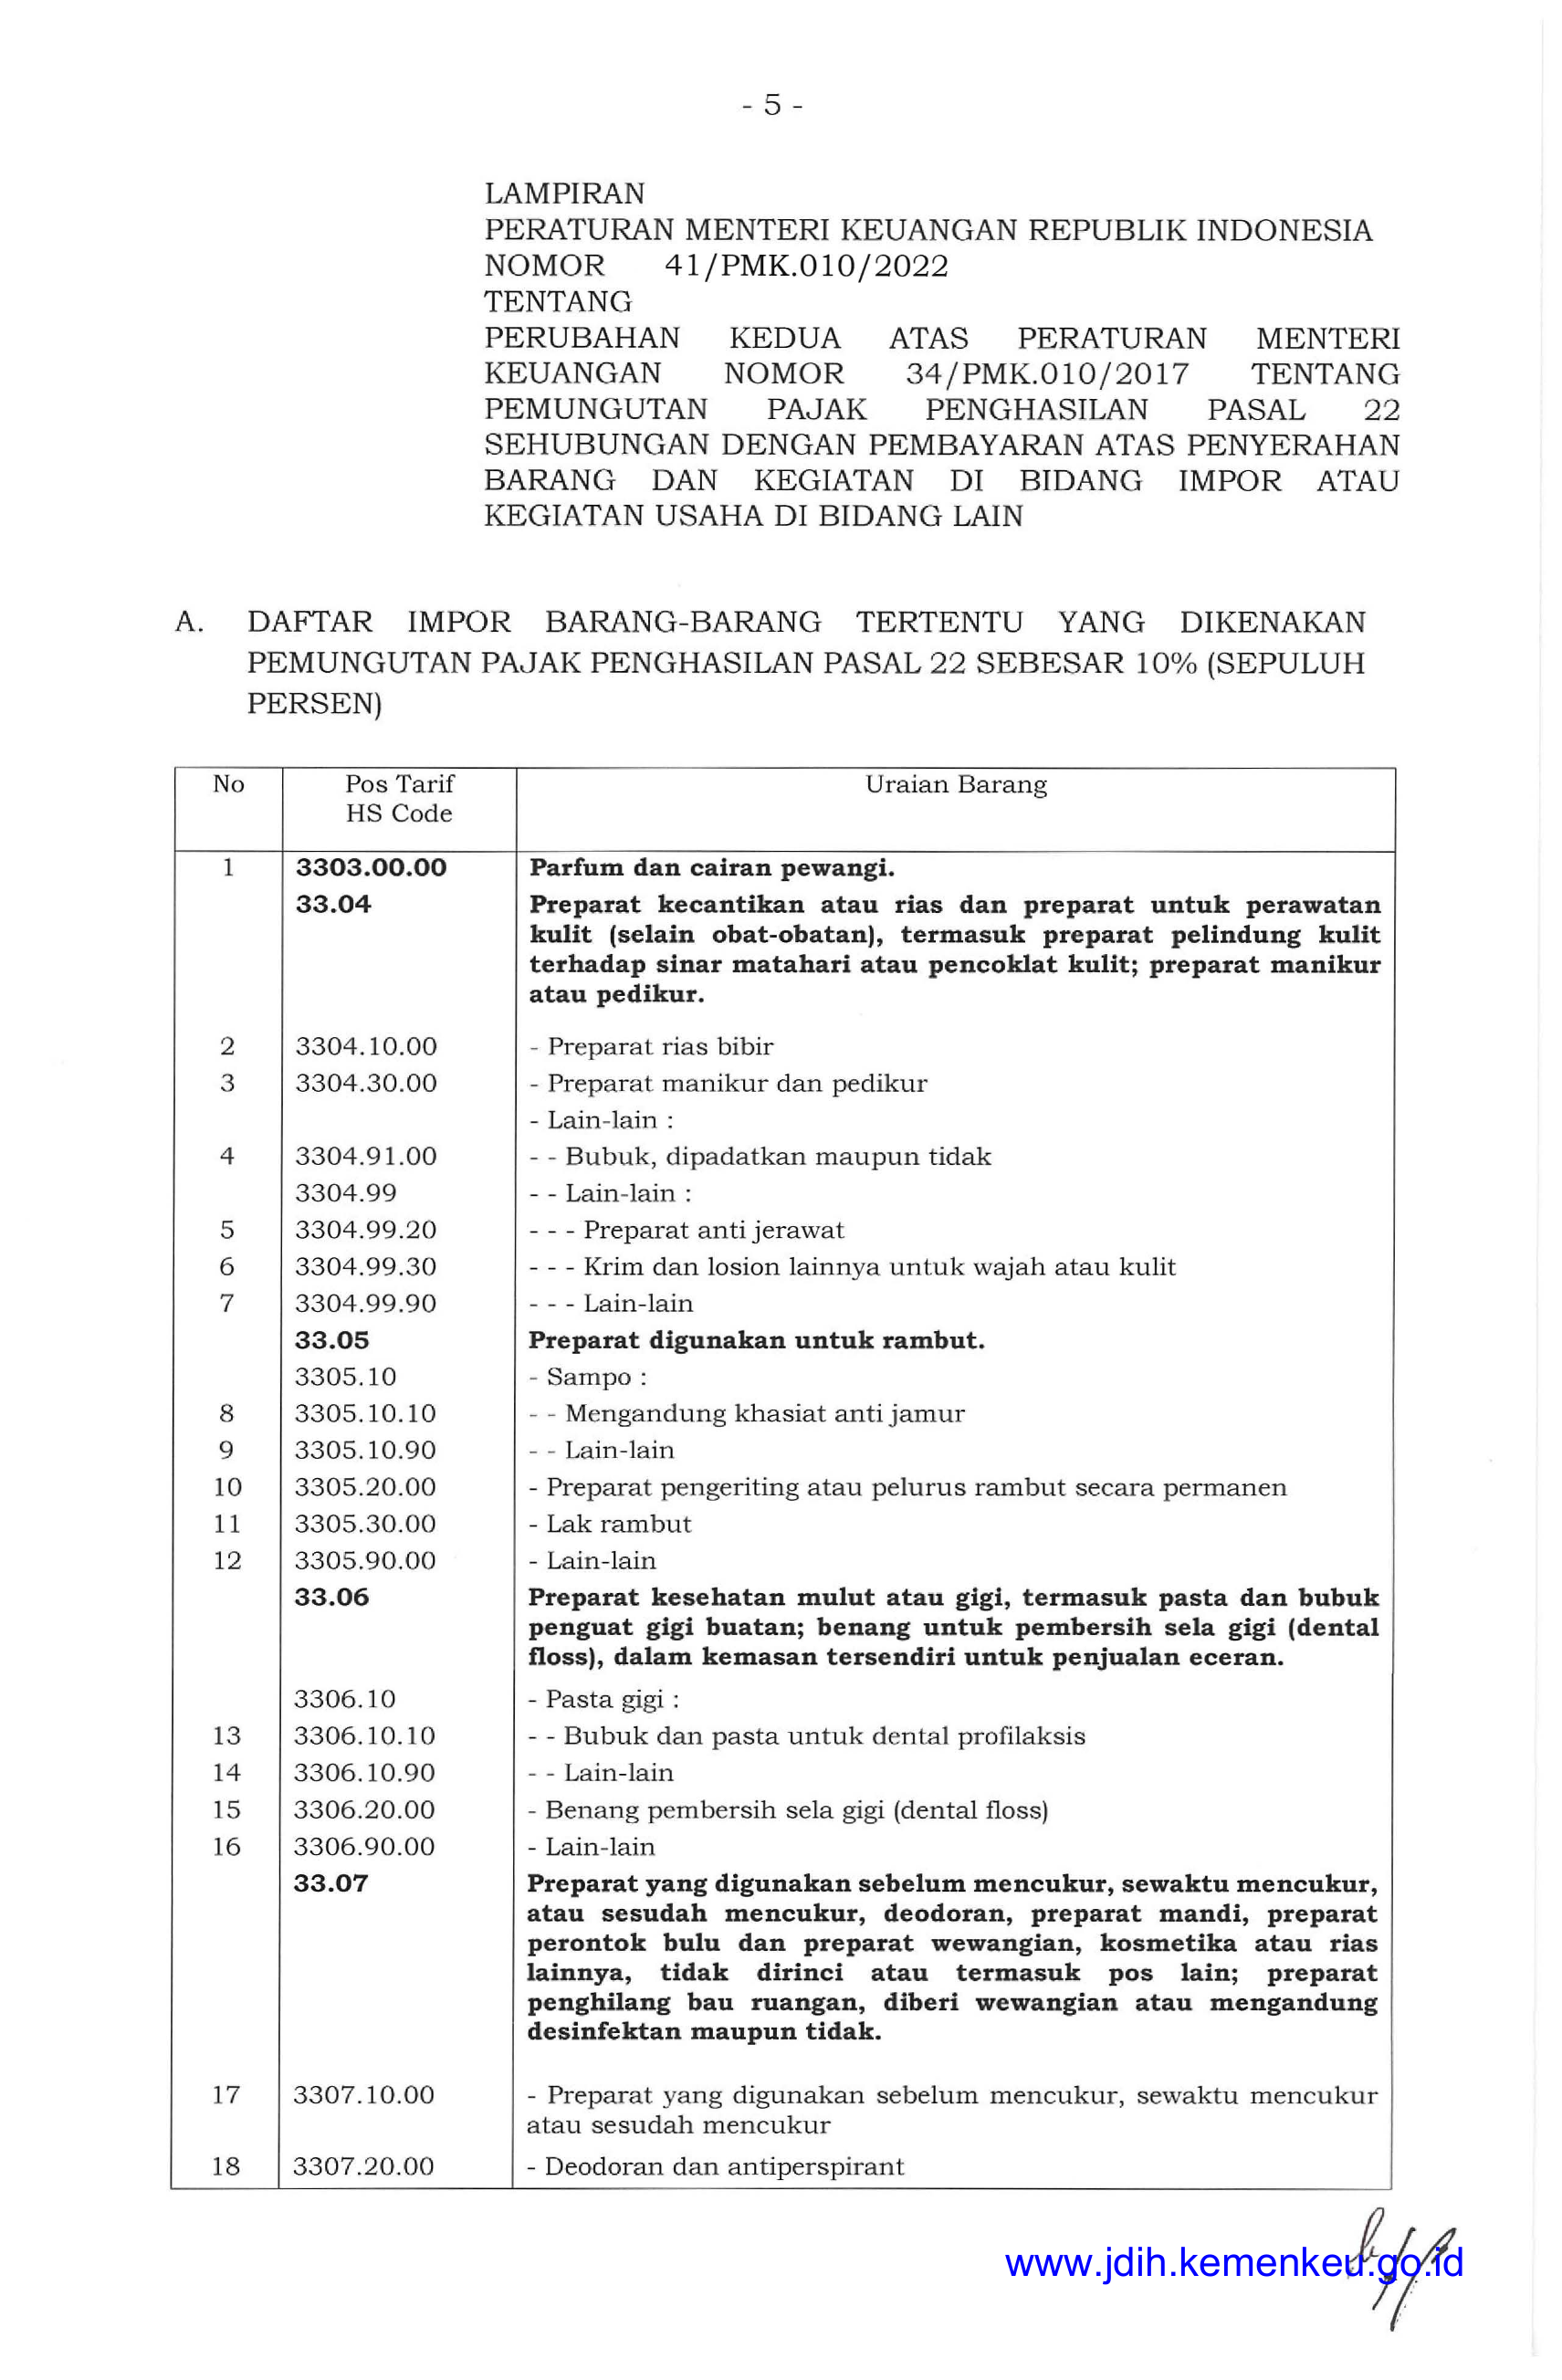 - 5 -
LAMPIRAN
PERATURAN MENTERI KEUANGAN REPUBLIK INDONESIA
NOMOR 41/PMK.010/2022
TENTANG
PERUBAHAN KEDUA ATAS PERATURAN MENTERI
KEUANGAN NOMOR 34/PMK.010/2017 TENTANG
PEMUNGUTAN PAJAK PENGHASILAN PASAL 22
SEHUBUNGAN DENGAN PEMBAYARAN ATAS PENYERAHAN
BARANG DAN KEGIATAN DI BIDANG IMPOR ATAU
KEGIATAN USAHA DI BIDANG LAIN
A. DAFTAR IMPOR BARANG-BARANG TERTENTU YANG DIKENAKAN
PEMUNGUTAN PAJAK PENGHASILAN PASAL 22 SEBESAR 10% (SEPULUH
PERSEN)
No Pos Tarif Uraian Barang
HS Code
1 3303.00.00 Parfum dan cairan pewangi.
33.04 Preparat kecantikan atau rias dan preparat untuk perawatan
kulit (selain obat-obatan), termasuk preparat pelindung kulit
terhadap sinar matahari atau pencoklat kulit; preparat manikur
atau pedikur.
2 3304.10.00 - Preparat rias bibir
3 3304.30.00 - Preparat manikur dan pedikur
- Lain-lain :
4 3304.91.00 - - Bubuk, dipadatkan maupun tidak
3304.99 - - Lain-lain :
5 3304.99.20 - - - Preparat anti jerawat
6 3304.99.30 - - - Krim dan losion lainnya untuk wajah atau kulit
7 3304.99.90 - - - Lain-lain
33.05 Preparat digunakan untuk rambut.
3305.10 - Sampo :
8 3305.10.10 - - Mengandung khasiat anti jamur
9 3305.10.90 - - Lain-lain
10 3305.20.00 - Preparat pengeriting atau pelurus rambut secara permanen
11 3305.30.00 - Lak rambut
12 3305.90.00 - Lain-lain
33.06 Preparat kesehatan mulut atau gigi, termasuk pasta dan bubuk
penguat gigi buatan; benang untuk pembersih sela gigi (dental
floss), dalam kemasan tersendiri untuk penjualan eceran.
3306.10 - Pasta gigi :
13 3306.10.10 - - Bubuk dan pasta untuk dental profilaksis
14 3306.10.90 - - Lain-lain
15 3306.20.00 - Benang pembersih sela gigi (dental floss)
16 3306.90.00 - Lain-lain
33.07 Preparat yang digunakan sebelum mencukur, sewaktu mencukur,
atau sesudah mencukur, deodoran, preparat mandi, preparat
perontok bulu dan preparat wewangian, kosmetika atau rias
lainnya, tidak dirinci atau termasuk pos lain; preparat
penghilang bau ruangan, diberi wewangian atau mengandung
desinfektan maupun tidak.
17 3307.10.00 - Preparat yang digunakan sebelum mencukur, sewaktu mencukur
atau sesudah mencukur
18 3307.20.00 - Deodoran dan antiperspirant
www.jdih.kemenkeu.go.id